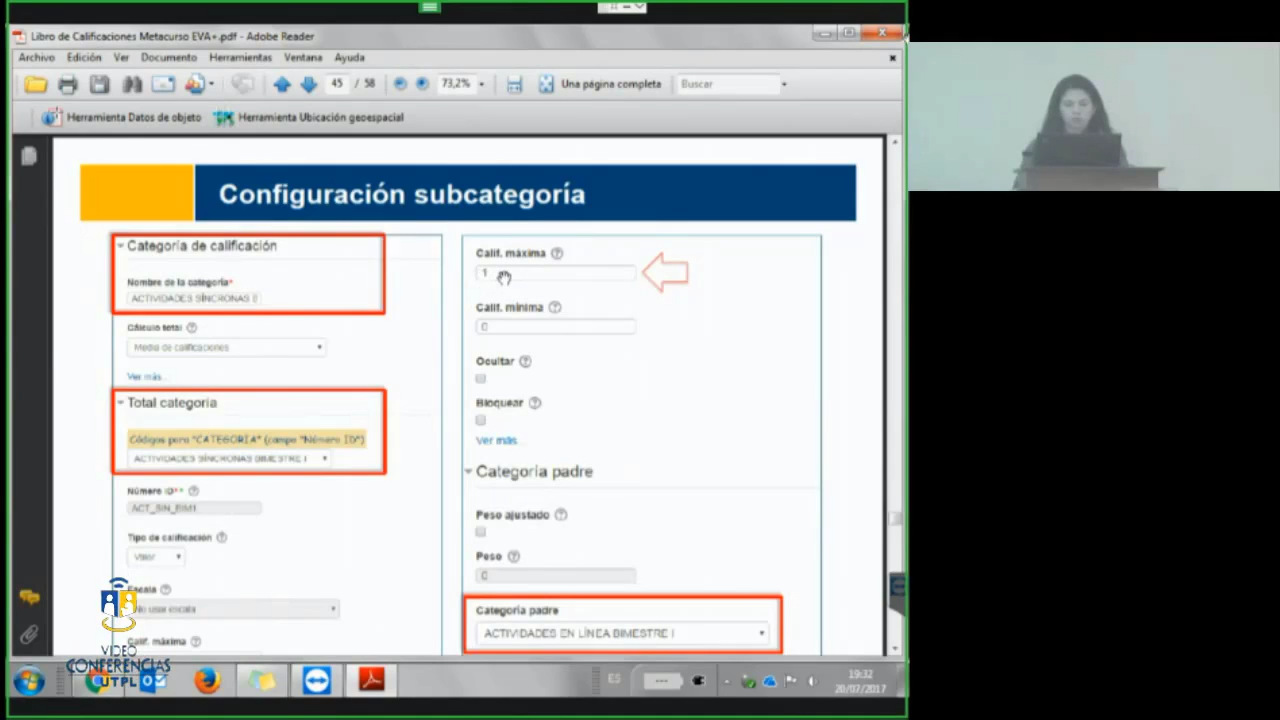 Libro de Calificaciones Metacurso EVA+.pdf - Adobe Reader
Archivo Edición Ver Documento Herramientas Ventana Ayuda
45 / 58 73,2% Una página completa Buscar
Herramienta Datos de objeto Herramienta Ubicación geoespacial
Configuración subcategoría
Categoría de calificación
Nombre de la categoría*
ACTIVIDADES SÍNCRONAS B
Cálculo total
Media de calificaciones
Ver más...
Total categoría
Códigos para "CATEGORÍA" (campo "Número ID")
ACTIVIDADES SÍNCRONAS BIMESTRE I
Número ID**
ACT_SIN_BIM1
Tipo de calificación
Valor
Escala
No usar escala
Calif. máxima
Calif. máxima
1
Calif. mínima
0
Ocultar
Bloquear
Ver más...
Categoría padre
Peso ajustado
Peso
0
Categoría padre
ACTIVIDADES EN LÍNEA BIMESTRE I
VIDEO
CONFERENCIAS
UTPL
ES
19:32
20/07/2017